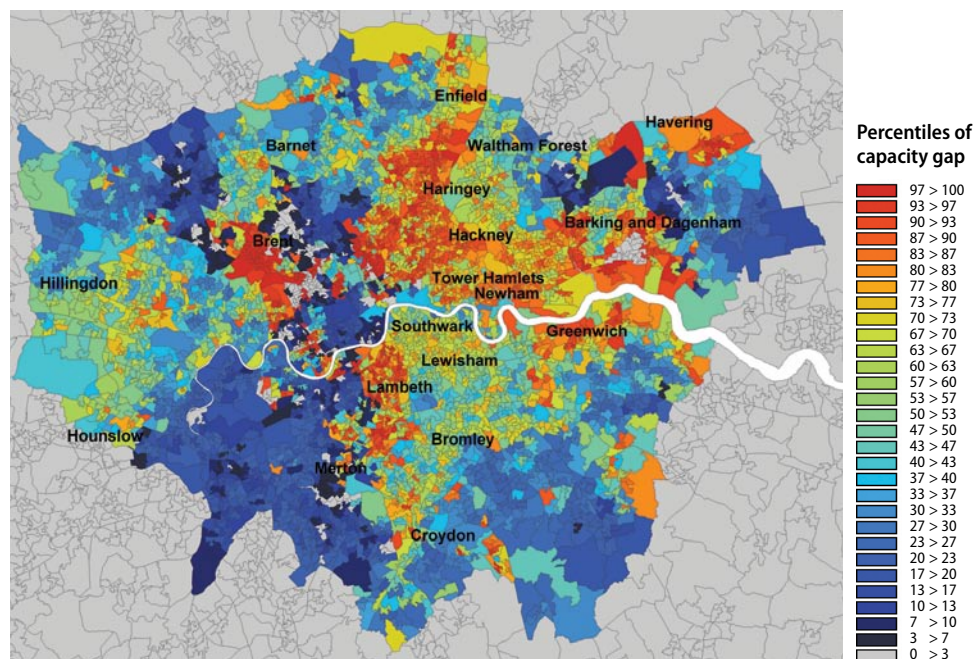 Enfield
Havering
Barnet
Waltham Forest
Haringey
Barking and Dagenham
Brent
Hackney
Tower Hamlets
Hillingdon
Newham
Southwark
Greenwich
Lewisham
Lambeth
Hounslow
Bromley
Merton
Croydon
Percentiles of
capacity gap
97 > 100
93 > 97
90 > 93
87 > 90
83 > 87
80 > 83
77 > 80
73 > 77
70 > 73
67 > 70
63 > 67
60 > 63
57 > 60
53 > 57
50 > 53
47 > 50
43 > 47
40 > 43
37 > 40
33 > 37
30 > 33
27 > 30
23 > 27
20 > 23
17 > 20
13 > 17
10 > 13
7 > 10
3 > 7
0 > 3